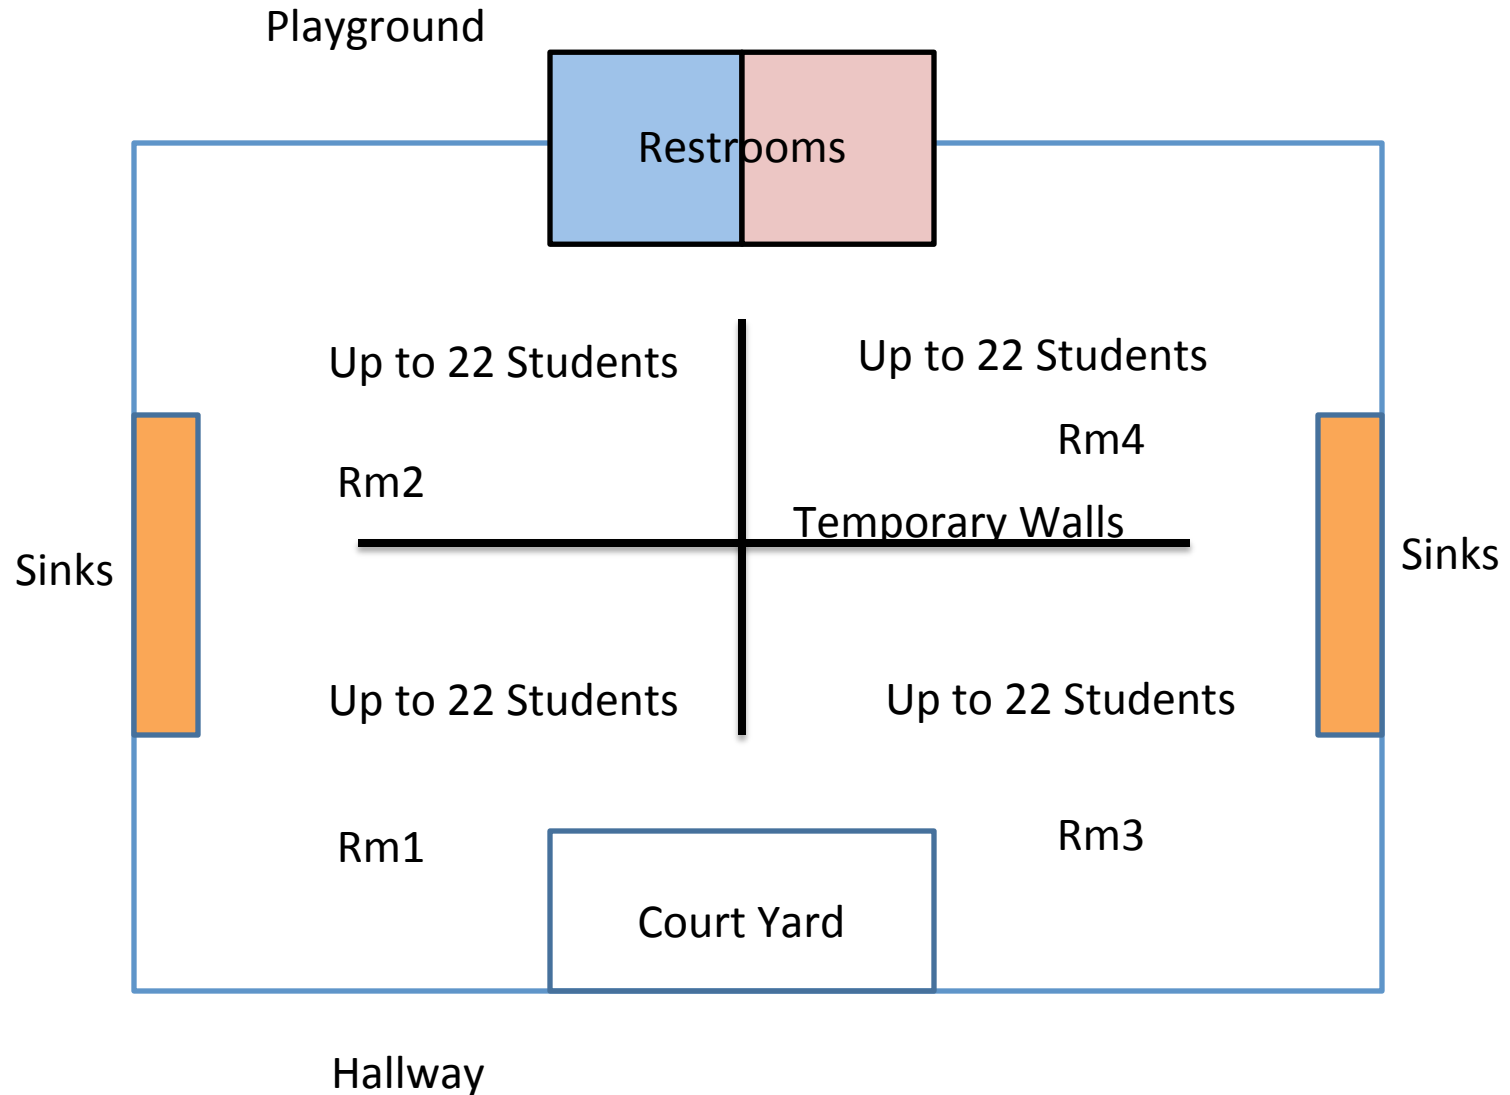 Playground
Restrooms
Up to 22 Students
Up to 22 Students
Rm4
Rm2
Temporary Walls
Sinks
Sinks
Up to 22 Students
Up to 22 Students
Rm1
Rm3
Court Yard
Hallway